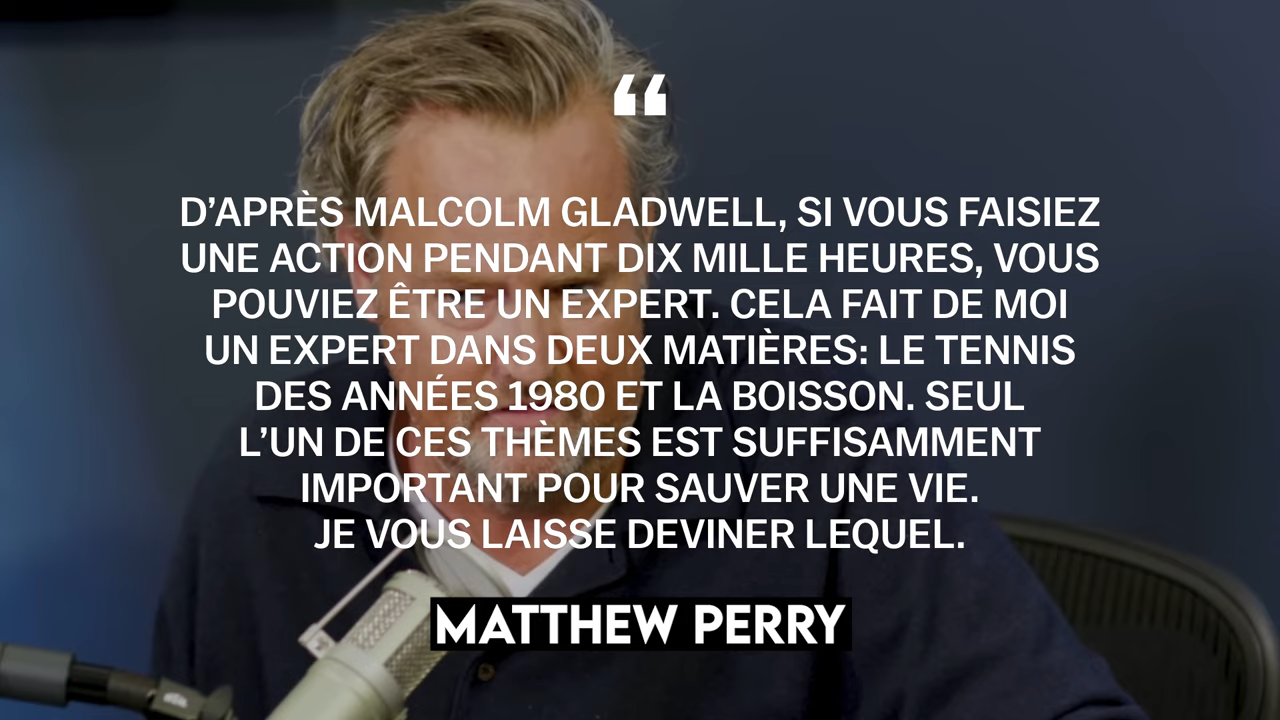 “
D’APRÈS MALCOLM GLADWELL, SI VOUS FAISIEZ
UNE ACTION PENDANT DIX MILLE HEURES, VOUS
POUVIEZ ÊTRE UN EXPERT. CELA FAIT DE MOI
UN EXPERT DANS DEUX MATIÈRES: LE TENNIS
DES ANNÉES 1980 ET LA BOISSON. SEUL
L’UN DE CES THÈMES EST SUFFISAMMENT
IMPORTANT POUR SAUVER UNE VIE.
JE VOUS LAISSE DEVINER LEQUEL.
MATTHEW PERRY